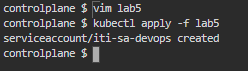 controlplane $ vim lab5
controlplane $ kubectl apply -f lab5
serviceaccount/iti-sa-devops created
controlplane $